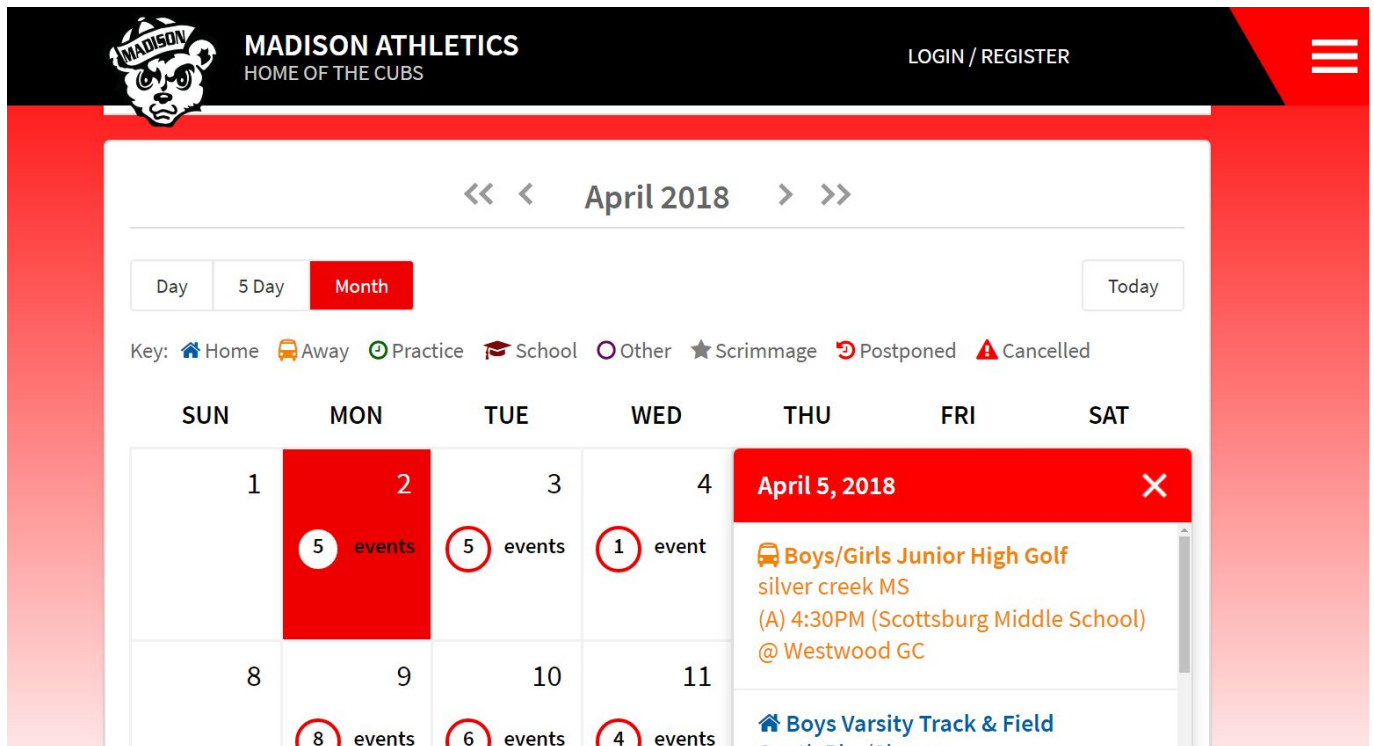 MADISON
MADISON ATHLETICS
HOME OF THE CUBS
LOGIN / REGISTER
April 2018
Day 5 Day Month Today
Key: Home Away Practice School Other Scrimmage Postponed Cancelled
SUN MON TUE WED THU FRI SAT
1 2 3 4
5 events 5 events 1 event
8 9 10 11
8 events 6 events 4 events
April 5, 2018
Boys/Girls Junior High Golf
silver creek MS
(A) 4:30PM (Scottsburg Middle School)
@ Westwood GC
Boys Varsity Track & Field